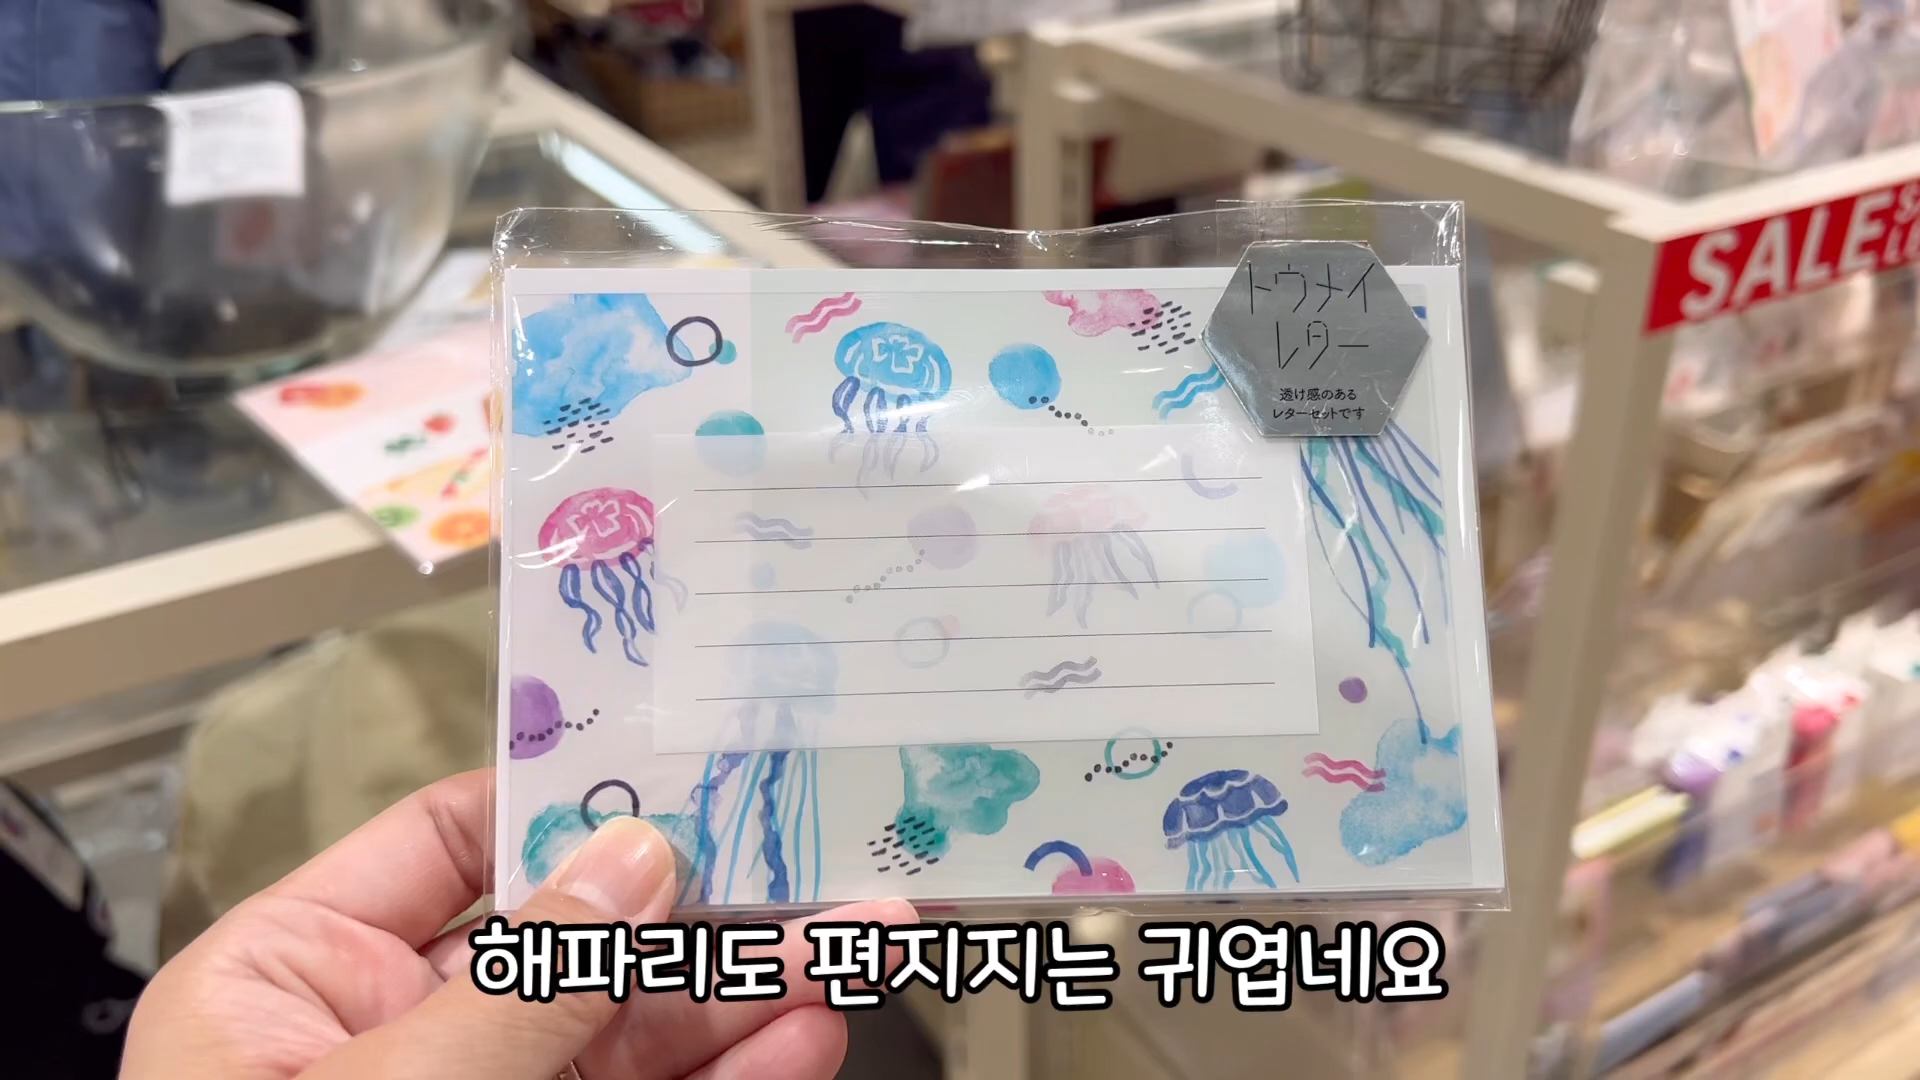 トウメイ
レター
透け感のある
レターセットです
SALE
해파리도 편지지는 귀엽네요